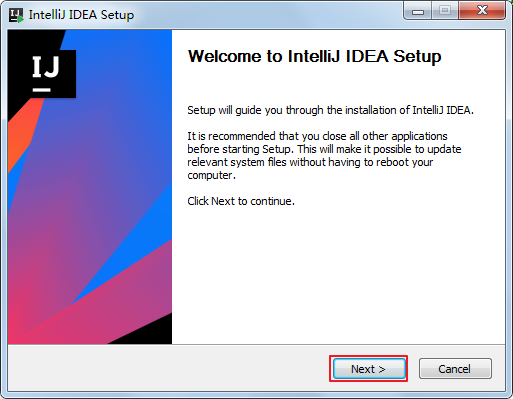 IntelliJ IDEA Setup
IJ
Welcome to IntelliJ IDEA Setup
Setup will guide you through the installation of IntelliJ IDEA.
It is recommended that you close all other applications
before starting Setup. This will make it possible to update
relevant system files without having to reboot your
computer.
Click Next to continue.
Next >
Cancel